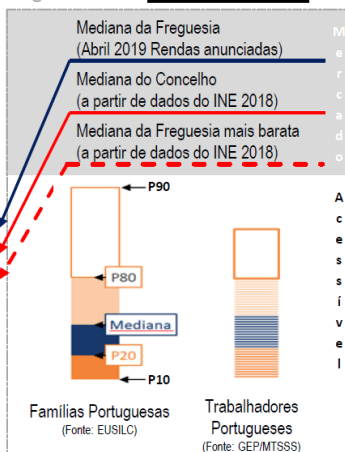 Mediana da Freguesia
(Abril 2019 Rendas anunciadas)
Mediana do Concelho
(a partir de dados do INE 2018)
Mediana da Freguesia mais barata
(a partir de dados do INE 2018)
Mercado
P90
P80
Mediana
P20
P10
Acessível
Famílias Portuguesas
(Fonte: EUSILC)
Trabalhadores
Portugueses
(Fonte: GEP/MTSSS)